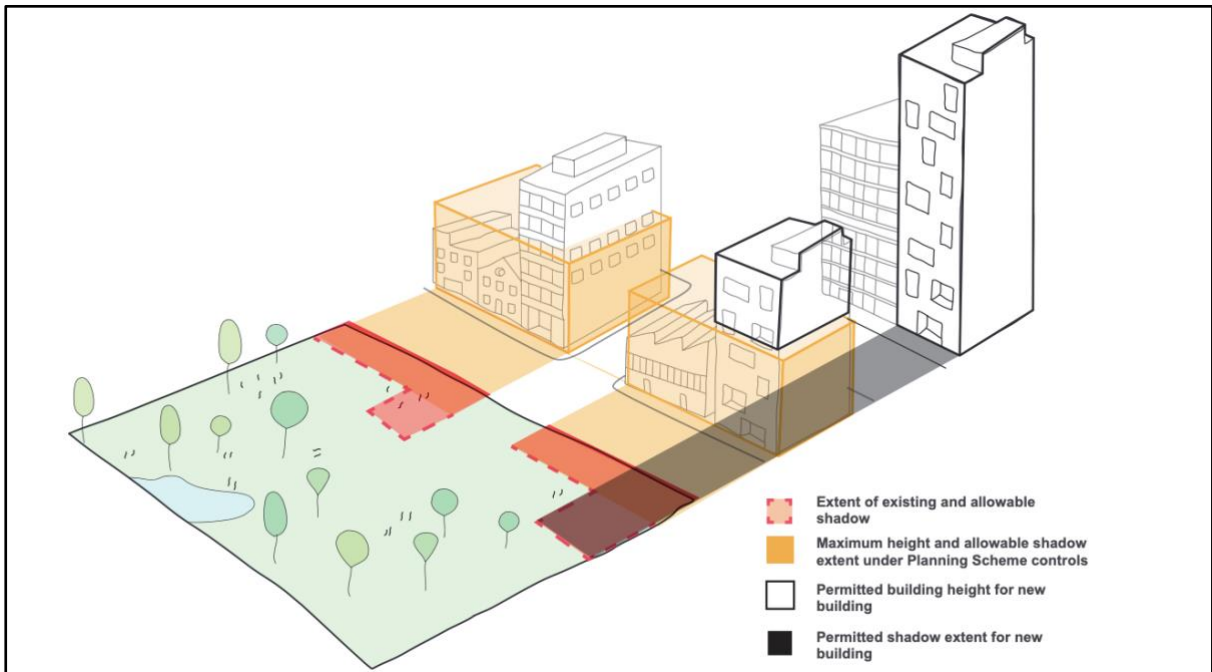 Extent of existing and allowable
shadow
Maximum height and allowable shadow
extent under Planning Scheme controls
Permitted building height for new
building
Permitted shadow extent for new
building